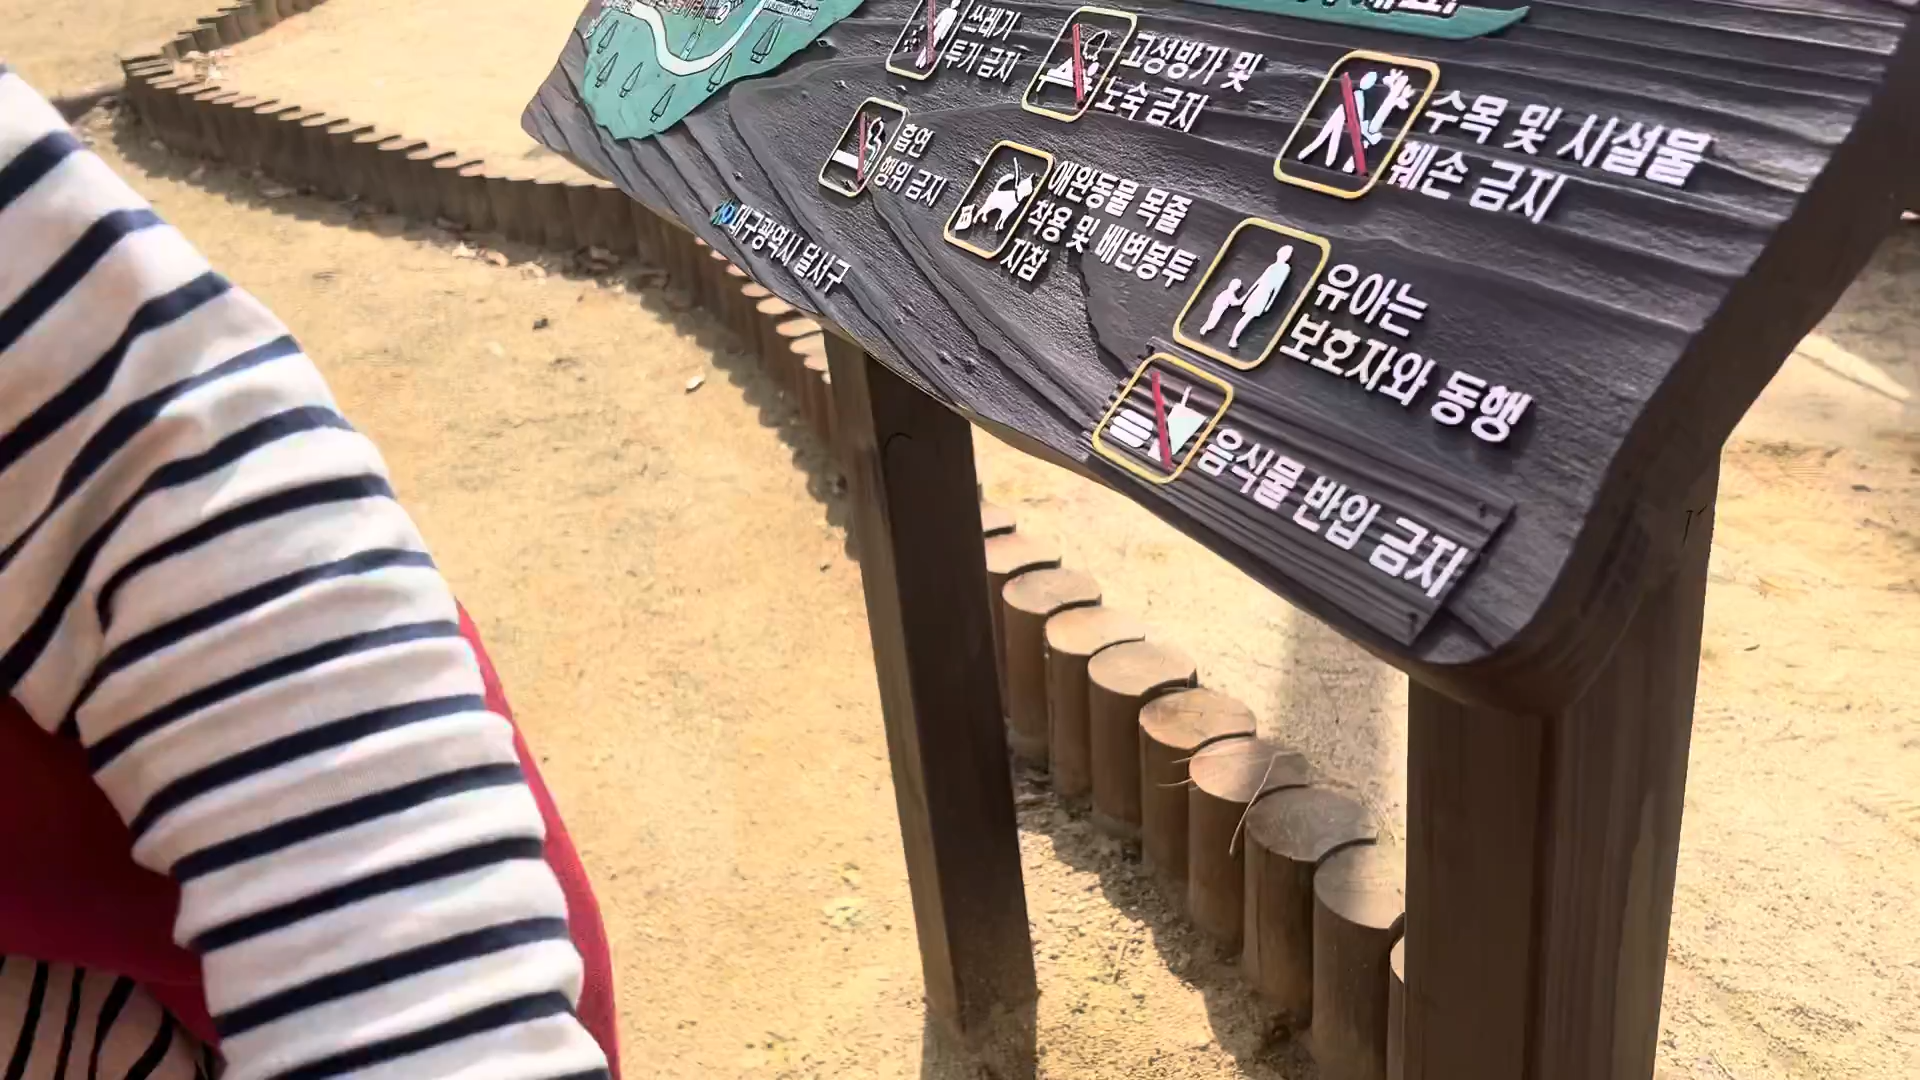 쓰레기
투기 금지
고성방가 및
노숙 금지
수목 및 시설물
훼손 금지
흡연
행위 금지
애완동물 목줄
착용 및 배변봉투
지참
유아는
보호자와 동행
음식물 반입 금지
대구광역시 달서구